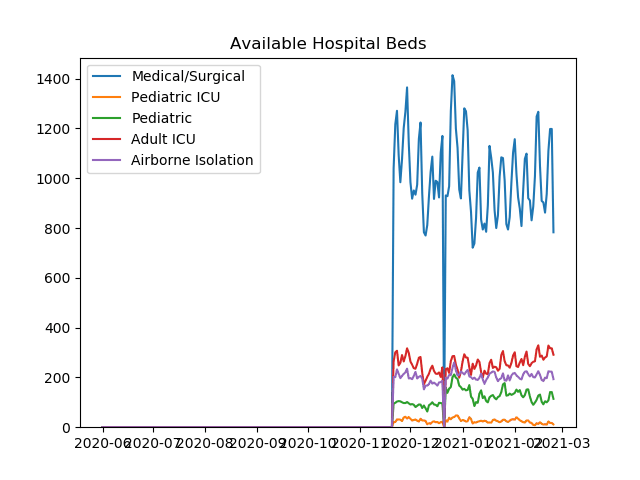 Available Hospital Beds
1400
1200
1000
800
600
400
200
0
Medical/Surgical
Pediatric ICU
Pediatric
Adult ICU
Airborne Isolation
2020-06 2020-07 2020-08 2020-09 2020-10 2020-11 2020-12 2021-01 2021-02 2021-03